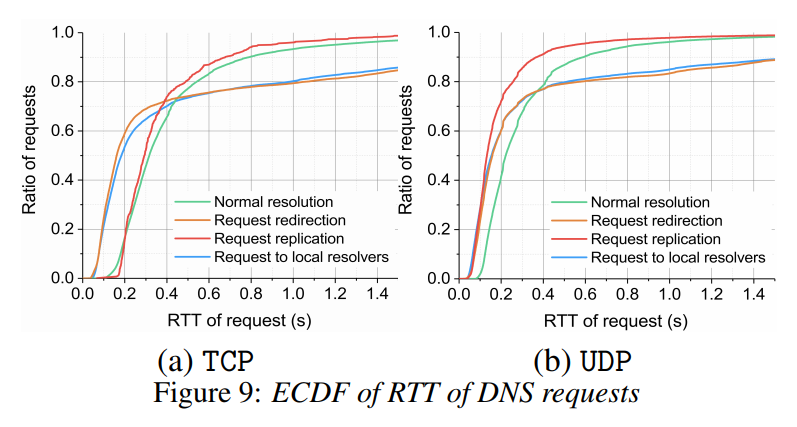 1.0
0.8
0.6
0.4
0.2
0.0
Ratio of requests
Normal resolution
Request redirection
Request replication
Request to local resolvers
0.0 0.2 0.4 0.6 0.8 1.0 1.2 1.4
RTT of request (s)
(a) TCP
1.0
0.8
0.6
0.4
0.2
0.0
Ratio of requests
Normal resolution
Request redirection
Request replication
Request to local resolvers
0.0 0.2 0.4 0.6 0.8 1.0 1.2 1.4
RTT of request (s)
(b) UDP
Figure 9: ECDF of RTT of DNS requests